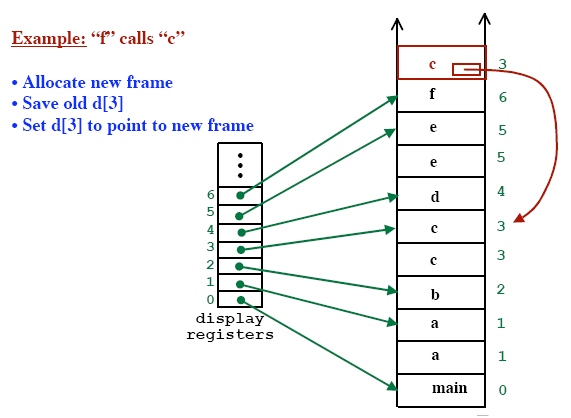 Example: “f” calls “c”
• Allocate new frame
• Save old d[3]
• Set d[3] to point to new frame
6
5
4
3
2
1
0
display
registers
c 3
f 6
e 5
e 5
d 4
c 3
c 3
b 2
a 1
a 1
main 0